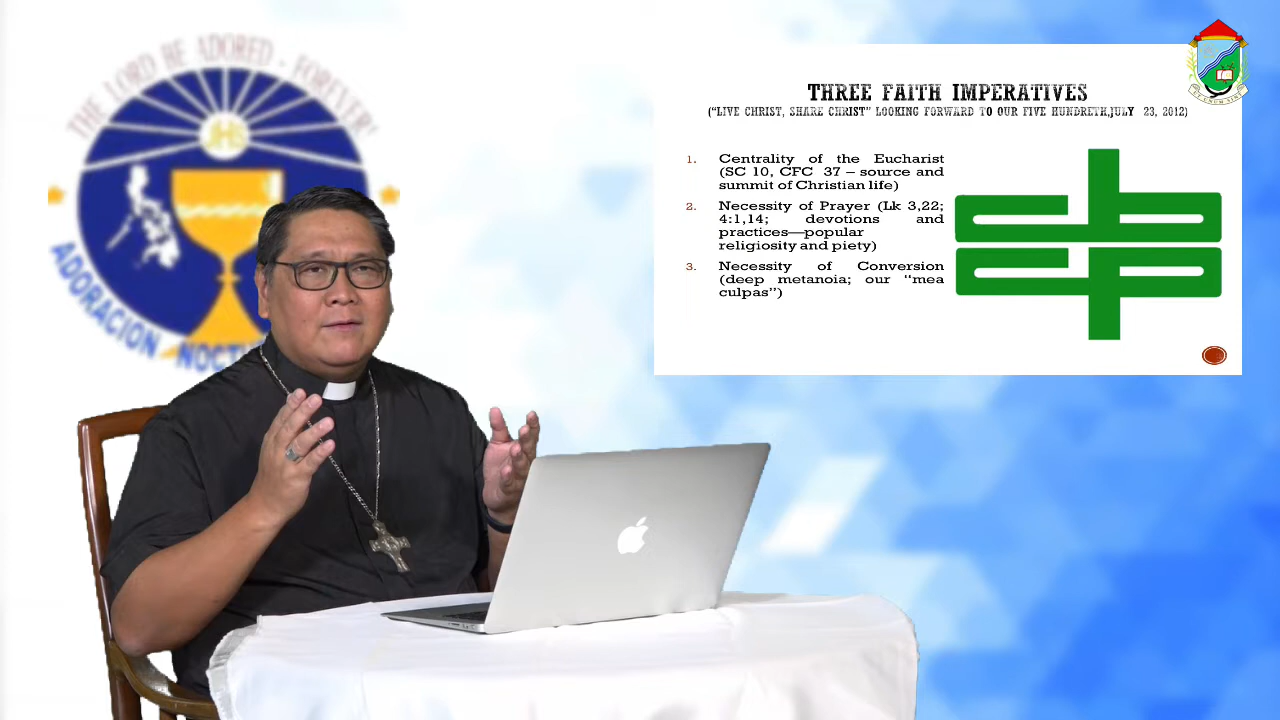 THE LORD BE ADORED - FOREVER
JHS
ADORACION NOCTU
THREE FAITH IMPERATIVES
("LIVE CHRIST, SHARE CHRIST" LOOKING FORWARD TO OUR FIVE HUNDRETH,JULY 23, 2012)
1. Centrality of the Eucharist
(SC 10, CFC 37 – source and
summit of Christian life)
2. Necessity of Prayer (Lk 3,22;
4:1,14; devotions and
practices—popular
religiosity and piety)
3. Necessity of Conversion
(deep metanoia; our "mea
culpas")